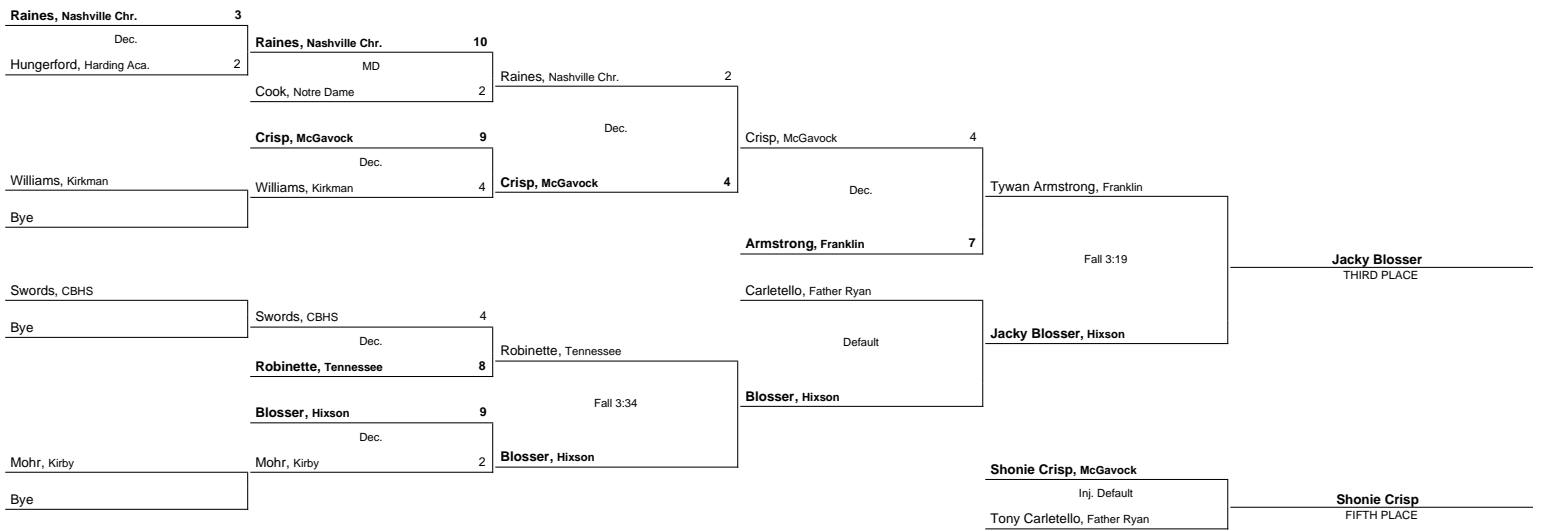 Raines, Nashville Chr. 3
Dec.
Hungerford, Harding Aca. 2
Williams, Kirkman
Bye
Swords, CBHS
Bye
Mohr, Kirby
Bye
Raines, Nashville Chr. 10
MD
Cook, Notre Dame 2
Crisp, McGavock 9
Dec.
Williams, Kirkman 4
Swords, CBHS 4
Dec.
Robinette, Tennessee 8
Blosser, Hixson 9
Dec.
Mohr, Kirby 2
Raines, Nashville Chr. 2
Dec.
Crisp, McGavock 4
Robinette, Tennessee
Fall 3:34
Blosser, Hixson
Crisp, McGavock 4
Dec.
Armstrong, Franklin 7
Carletello, Father Ryan
Default
Blosser, Hixson
Tywan Armstrong, Franklin
Fall 3:19
Jacky Blosser, Hixson
Jacky Blosser
THIRD PLACE
Shonie Crisp, McGavock
Inj. Default
Tony Carletello, Father Ryan
Shonie Crisp
FIFTH PLACE